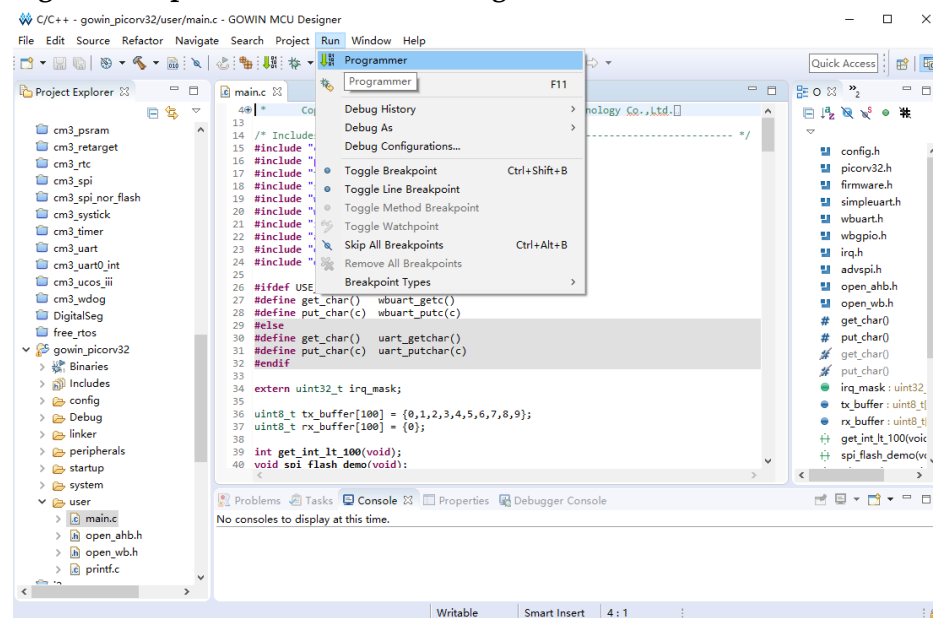 C/C++ - gowin_picorv32/user/main.c - GOWIN MCU Designer
File Edit Source Refactor Navigate Search Project Run Window Help
Quick Access
Programmer
Programmer
F11
Debug History
Debug As
Debug Configurations...
Toggle Breakpoint Ctrl+Shift+B
Toggle Line Breakpoint
Toggle Method Breakpoint
Toggle Watchpoint
Skip All Breakpoints Ctrl+Alt+B
Remove All Breakpoints
Breakpoint Types
Project Explorer
cm3_psram
cm3_retarget
cm3_rtc
cm3_spi
cm3_spi_nor_flash
cm3_systick
cm3_timer
cm3_uart
cm3_uart0_int
cm3_ucos_iii
cm3_wdog
DigitalSeg
free_rtos
gowin_picorv32
Binaries
Includes
config
Debug
linker
peripherals
startup
system
user
main.c
open_ahb.h
open_wb.h
printf.c
main.c
4 * Co nology Co.,Ltd.
13
14 /* Include ---- */
15 #include "
16 #include "
17 #include "
18 #include "
19 #include "
20 #include "
21 #include "
22 #include "
23 #include "
24 #include "
25
26 #ifdef USE
27 #define get_char() wbuart_getc()
28 #define put_char(c) wbuart_putc(c)
29 #else
30 #define get_char() uart_getchar()
31 #define put_char(c) uart_putchar(c)
32 #endif
33
34 extern uint32_t irq_mask;
35
36 uint8_t tx_buffer[100] = {0,1,2,3,4,5,6,7,8,9};
37 uint8_t rx_buffer[100] = {0};
38
39 int get_int_lt_100(void);
40 void spi_flash_demo(void);
O
2
config.h
picorv32.h
firmware.h
simpleuart.h
wbuart.h
wbgpio.h
irq.h
advspi.h
open_ahb.h
open_wb.h
get_char()
put_char()
get_char()
put_char()
irq_mask : uint32_
tx_buffer : uint8_t[
rx_buffer : uint8_t[
get_int_lt_100(voic
spi_flash_demo(vo
Problems Tasks Console Properties Debugger Console
No consoles to display at this time.
Writable Smart Insert 4 : 1